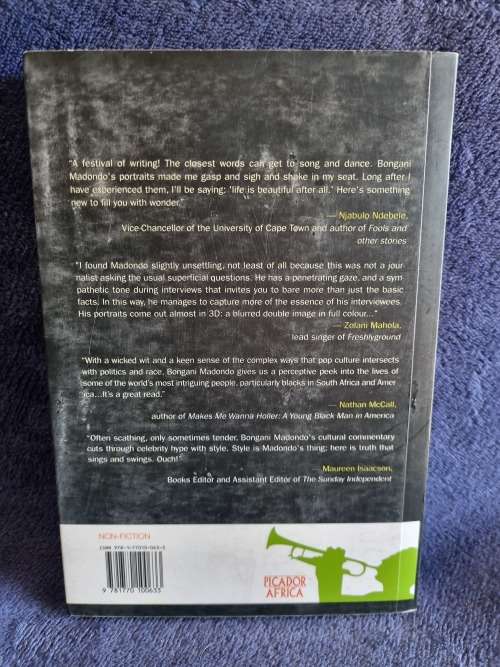 "A festival of writing! The closest words can get to song and dance. Bongani
Madondo's portraits made me gasp and sigh and shake in my seat. Long after I
have experienced them, I'll be saying: 'life is beautiful after all.' Here's something
new to fill you with wonder."
— Njabulo Ndebele,
Vice-Chancellor of the University of Cape Town and author of Fools and
other stories
"I found Madondo slightly unsettling, not least of all because this was not a jour-
nalist asking the usual superficial questions. He has a penetrating gaze, and a sym-
pathetic tone during interviews that invites you to bare more than just the basic
facts. In this way, he manages to capture more of the essence of his interviewees.
His portraits come out almost in 3D: a blurred double image in full colour..."
— Zolani Mahola,
lead singer of Freshlyground
"With a wicked wit and a keen sense of the complex ways that pop culture intersects
with politics and race, Bongani Madondo gives us a perceptive peek into the lives of
some of the world's most intriguing people, particularly blacks in South Africa and Amer
ica...It's a great read."
— Nathan McCall,
author of Makes Me Wanna Holler: A Young Black Man in America
"Often scathing, only sometimes tender, Bongani Madondo's cultural commentary
cuts through celebrity hype with style. Style is Madondo's thing: here is truth that
sings and swings. Ouch!"
Maureen Isaacson,
Books Editor and Assistant Editor of The Sunday Independent
NON-FICTION
ISBN 978-1-77010-063-3
9 781770 100633
PICADOR
AFRICA